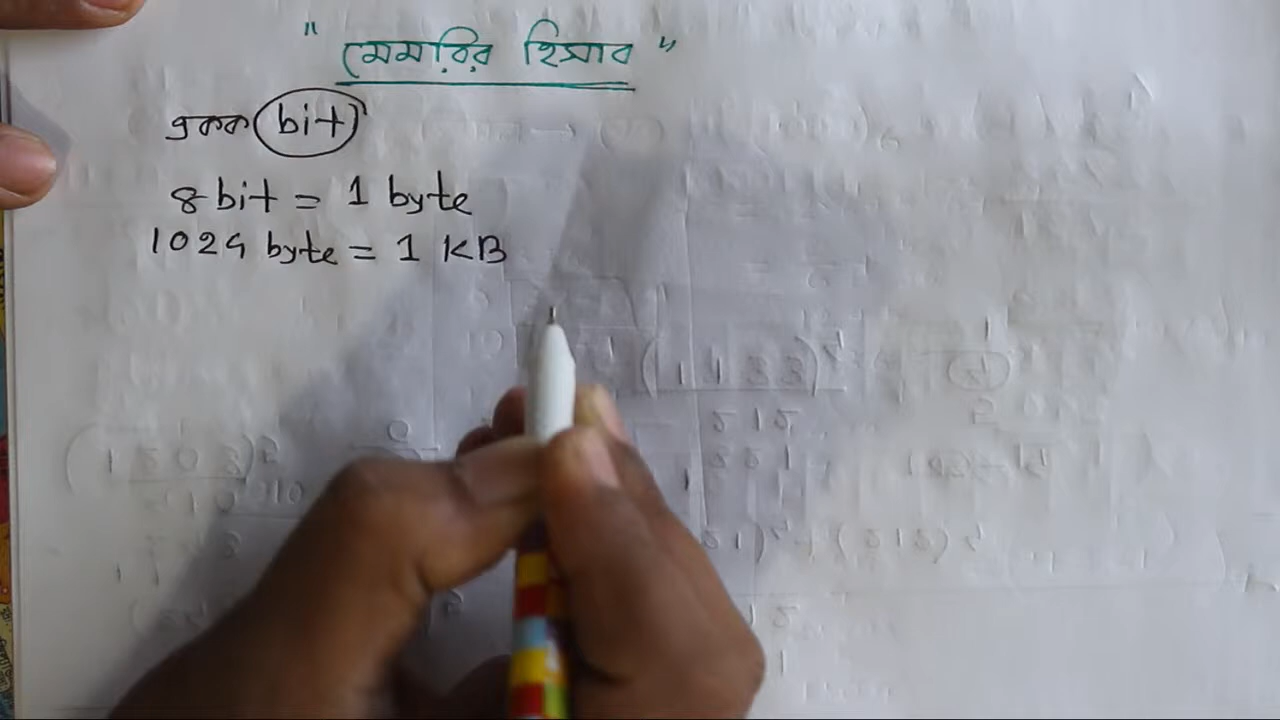 " মেমরির হিসাব "
একক bit
8 bit = 1 byte
1024 byte = 1 KB